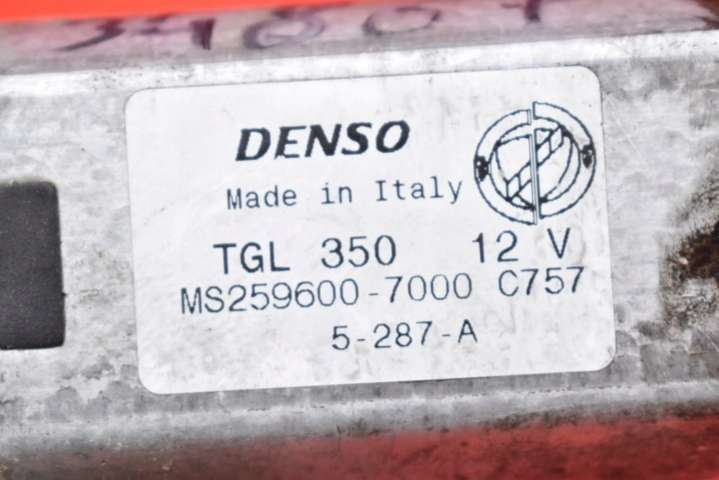 DENSO
Made in Italy
TGL 350 12 V
MS259600-7000 C757
5-287-A